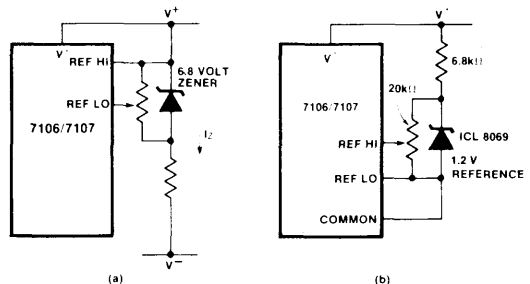 V+
V+
REF HI
6.8 VOLT
ZENER
REF LO
7106/7107
IZ
V−
(a)
V+
V+
6.8kΩ
20kΩ
7106/7107
ICL 8069
REF HI
1.2 V
REFERENCE
REF LO
COMMON
(b)